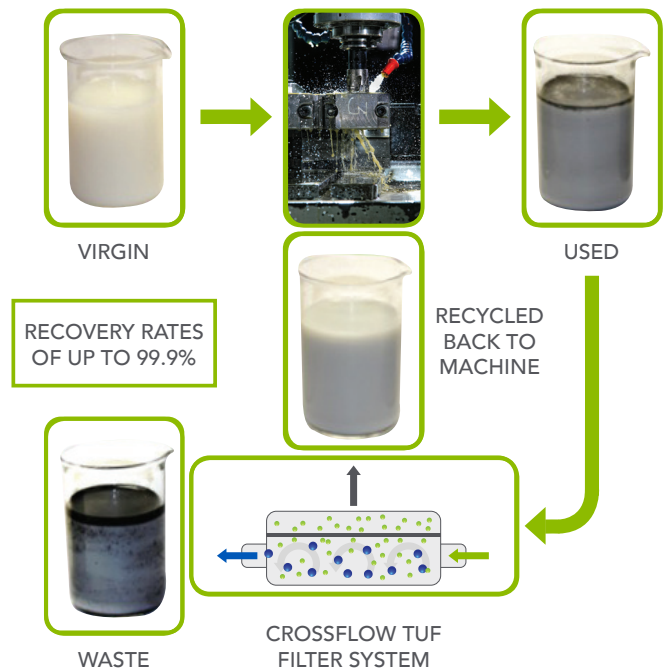 VIRGIN
USED
RECOVERY RATES
OF UP TO 99.9%
RECYCLED
BACK TO
MACHINE
WASTE
CROSSFLOW TUF
FILTER SYSTEM